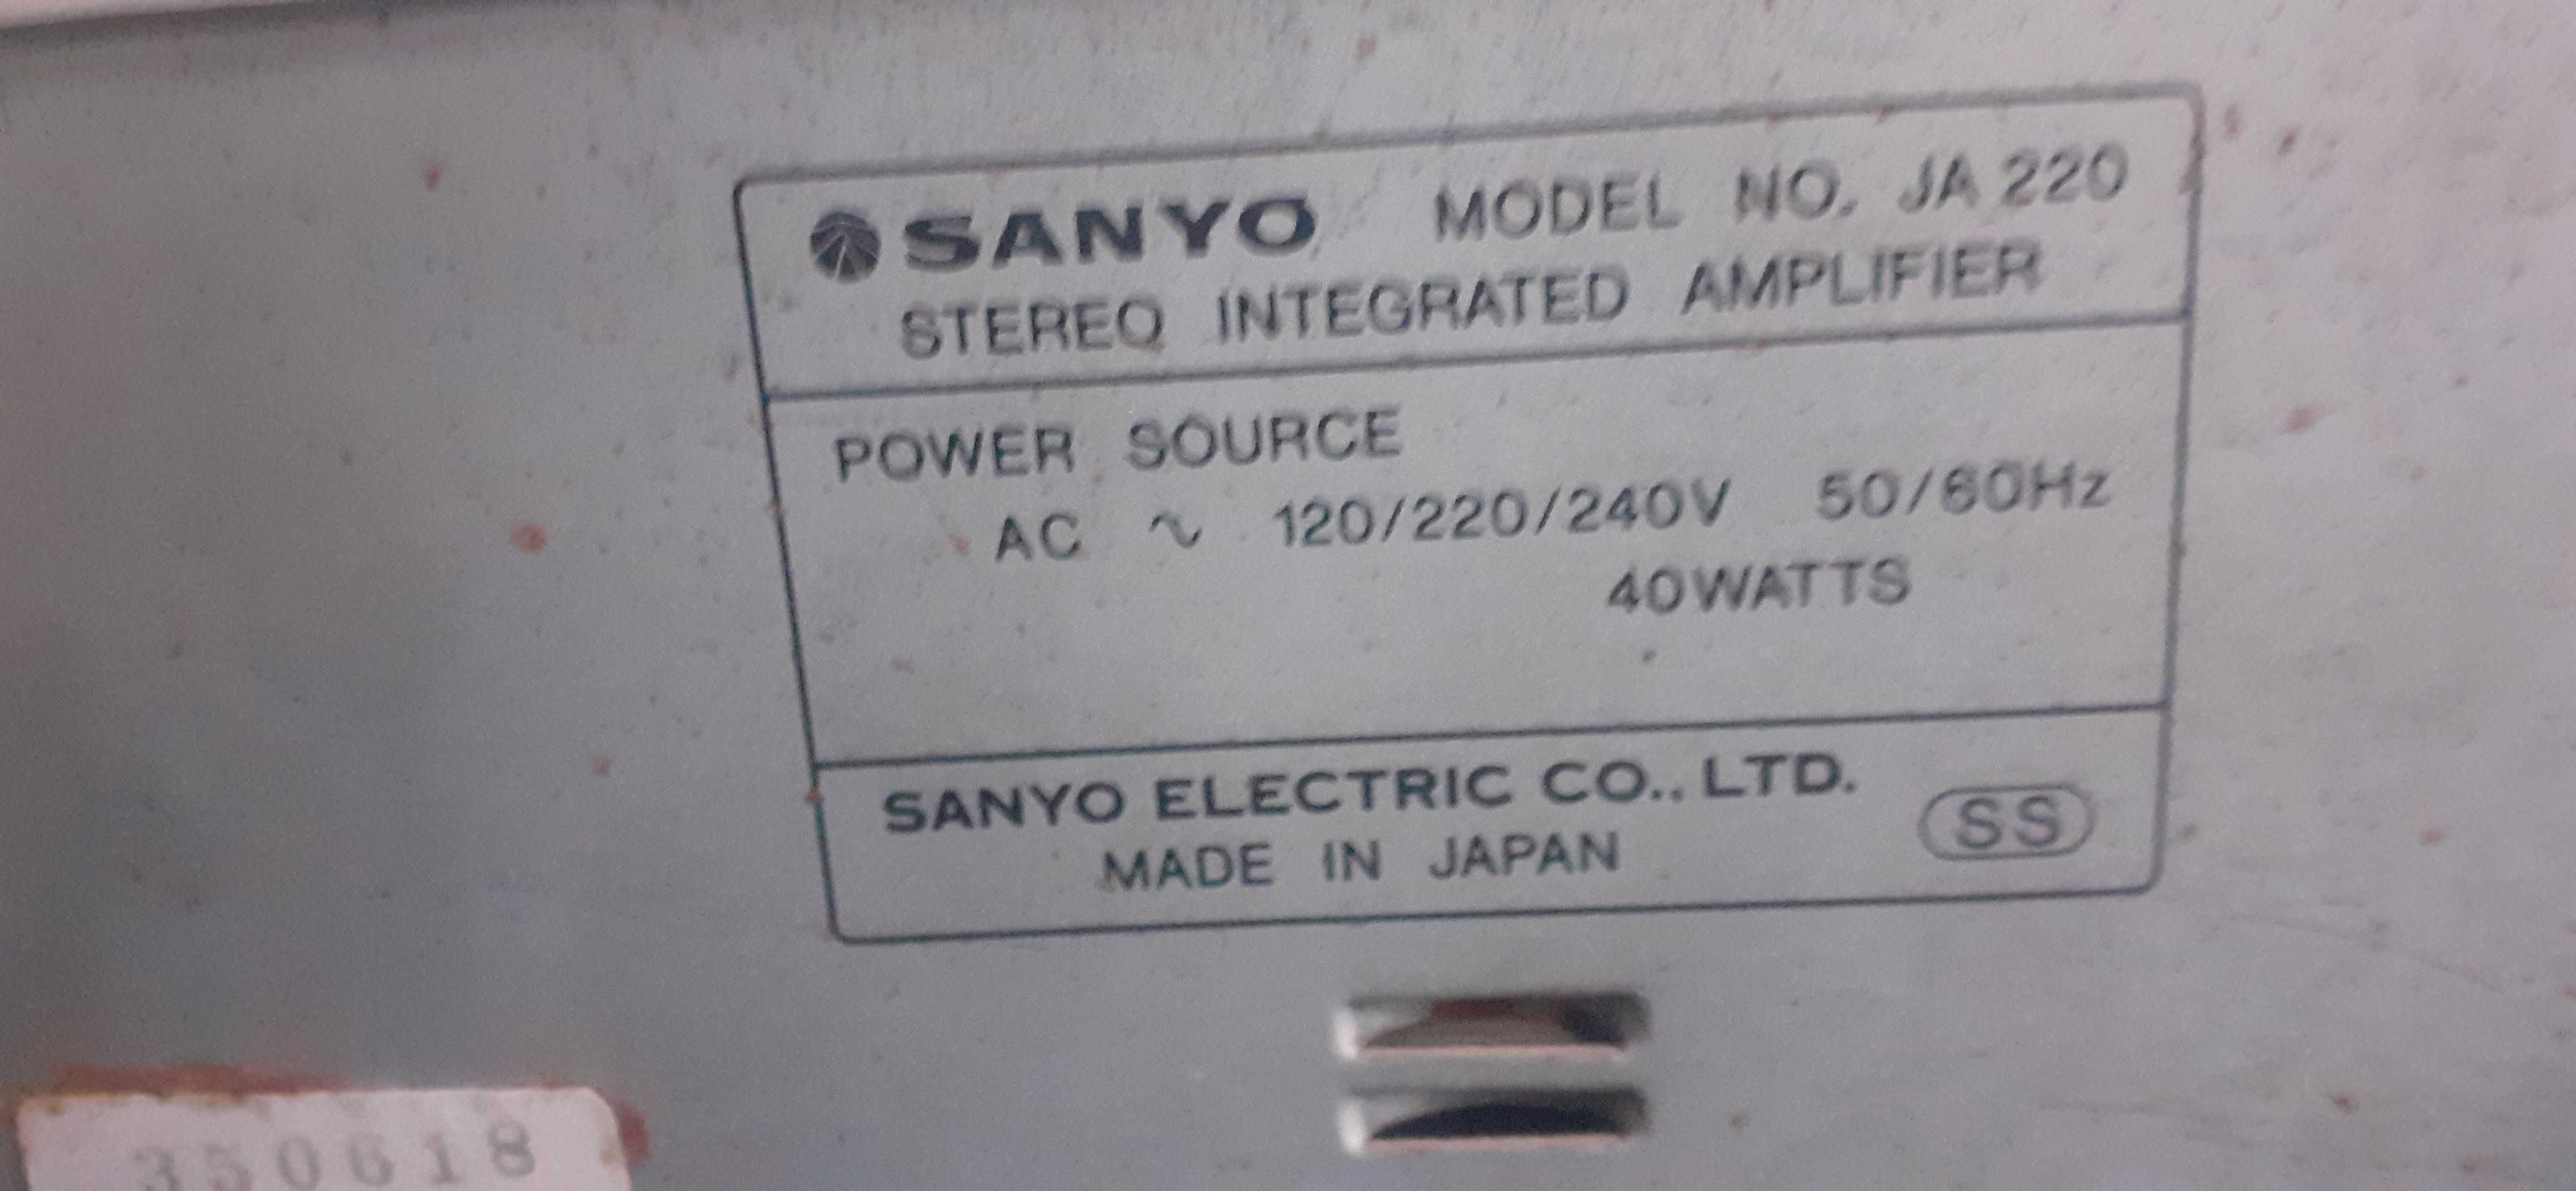 SANYO MODEL NO. JA 220
STEREO INTEGRATED AMPLIFIER
POWER SOURCE
AC ∿ 120/220/240V 50/60Hz
40WATTS
SANYO ELECTRIC CO., LTD.
MADE IN JAPAN
SS
350618